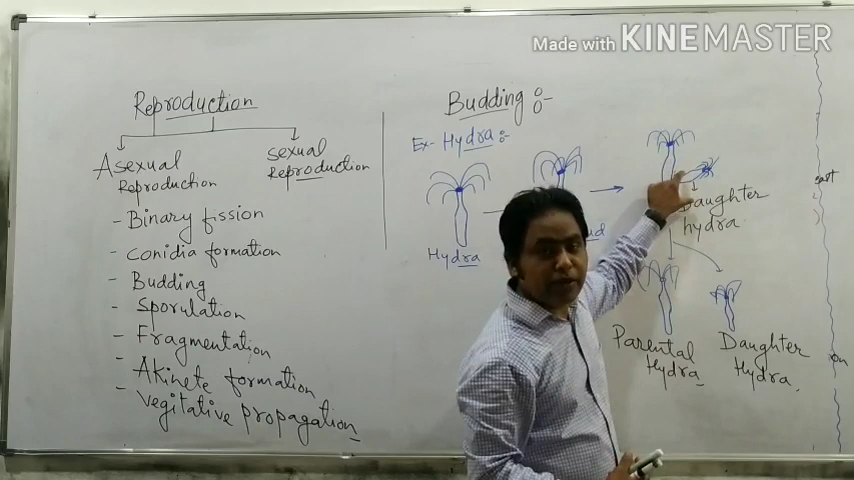 Made with KINEMASTER
Reproduction
Asexual
Reproduction
sexual
Reproduction
- Binary fission
- Conidia formation
- Budding
- Sporulation
- Fragmentation
- Akinete formation
- Vegitative propagation
Budding :-
Ex- Hydra :-
Hydra
Daughter
hydra
Parental
Hydra
Daughter
Hydra.